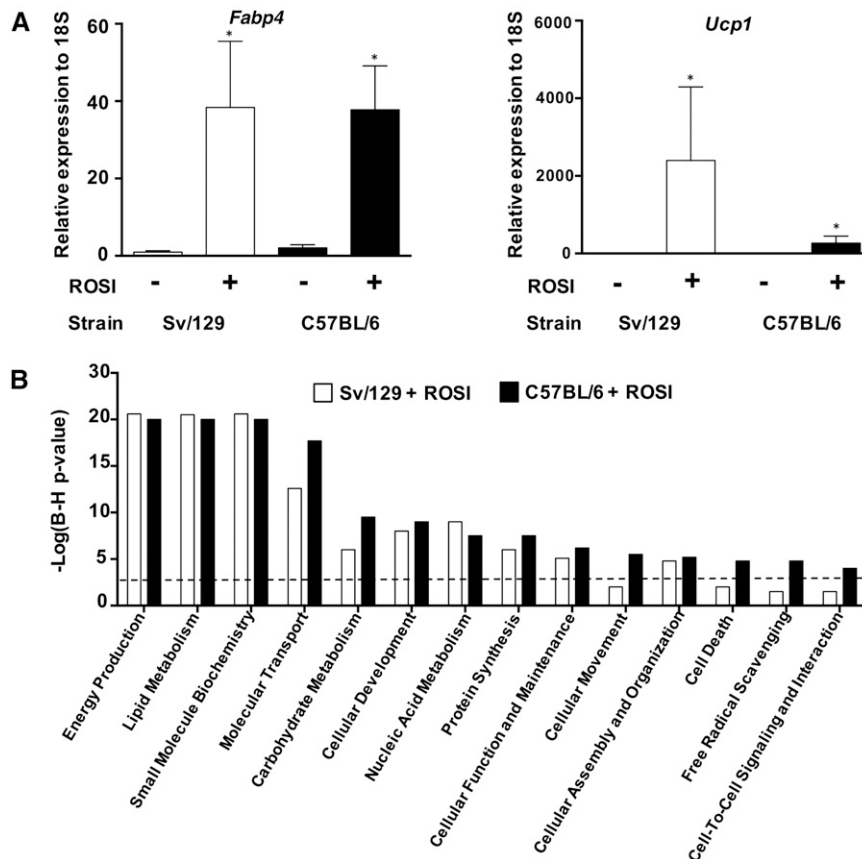 A
Fabp4
Relative expression to 18S
60
40
20
0
*
*
ROSI - + - +
Strain Sv/129 C57BL/6
Ucp1
Relative expression to 18S
6000
4000
2000
0
*
*
ROSI - + - +
Strain Sv/129 C57BL/6
B
-Log(B-H p-value)
30
20
15
10
5
0
Sv/129 + ROSI C57BL/6 + ROSI
Energy Production
Lipid Metabolism
Small Molecule Biochemistry
Molecular Transport
Carbohydrate Metabolism
Cellular Development
Nucleic Acid Metabolism
Protein Synthesis
Cellular Function and Maintenance
Cellular Movement
Cellular Assembly and Organization
Cell Death
Free Radical Scavenging
Cell-To-Cell Signaling and Interaction